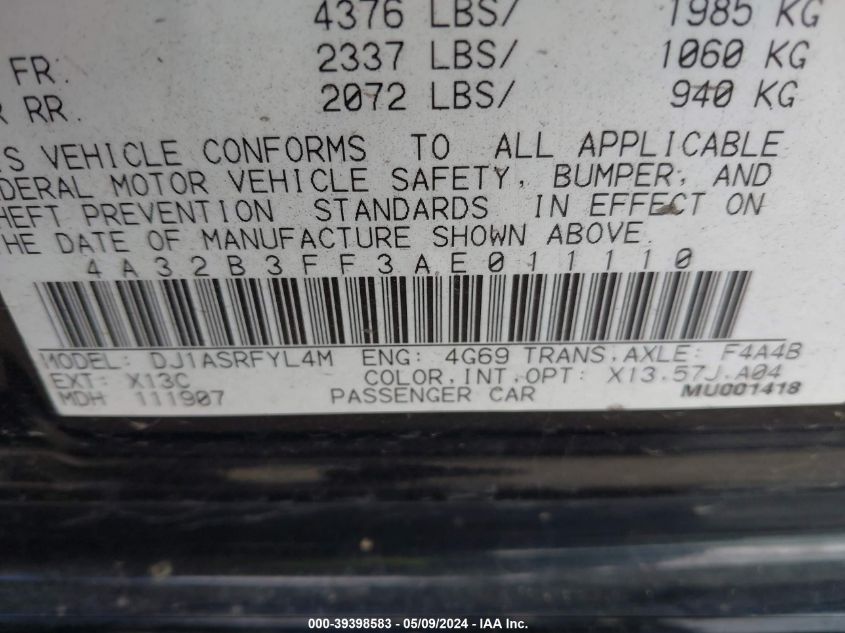 4376 LBS/ 1985 KG
FR. 2337 LBS/ 1060 KG
RR. 2072 LBS/ 940 KG
VEHICLE CONFORMS TO ALL APPLICABLE
MOTOR VEHICLE SAFETY, BUMPER, AND
PREVENTION STANDARDS IN EFFECT ON
THE DATE OF MANUFACTURE SHOWN ABOVE.
4A32B3FF3AE011110
MODEL: DJ1ASRFYL4M ENG: 4G69 TRANS.AXLE: F4A4B
EXT: X13C COLOR,INT,OPT: X13.57J.A04
MDH 111907 PASSENGER CAR MU001418
000-39398583 - 05/09/2024 - IAA Inc.